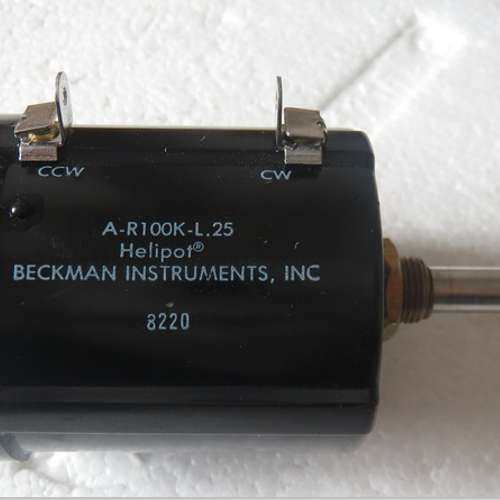 CCW CW
A-R100K-L.25
Helipot®
BECKMAN INSTRUMENTS, INC
8220